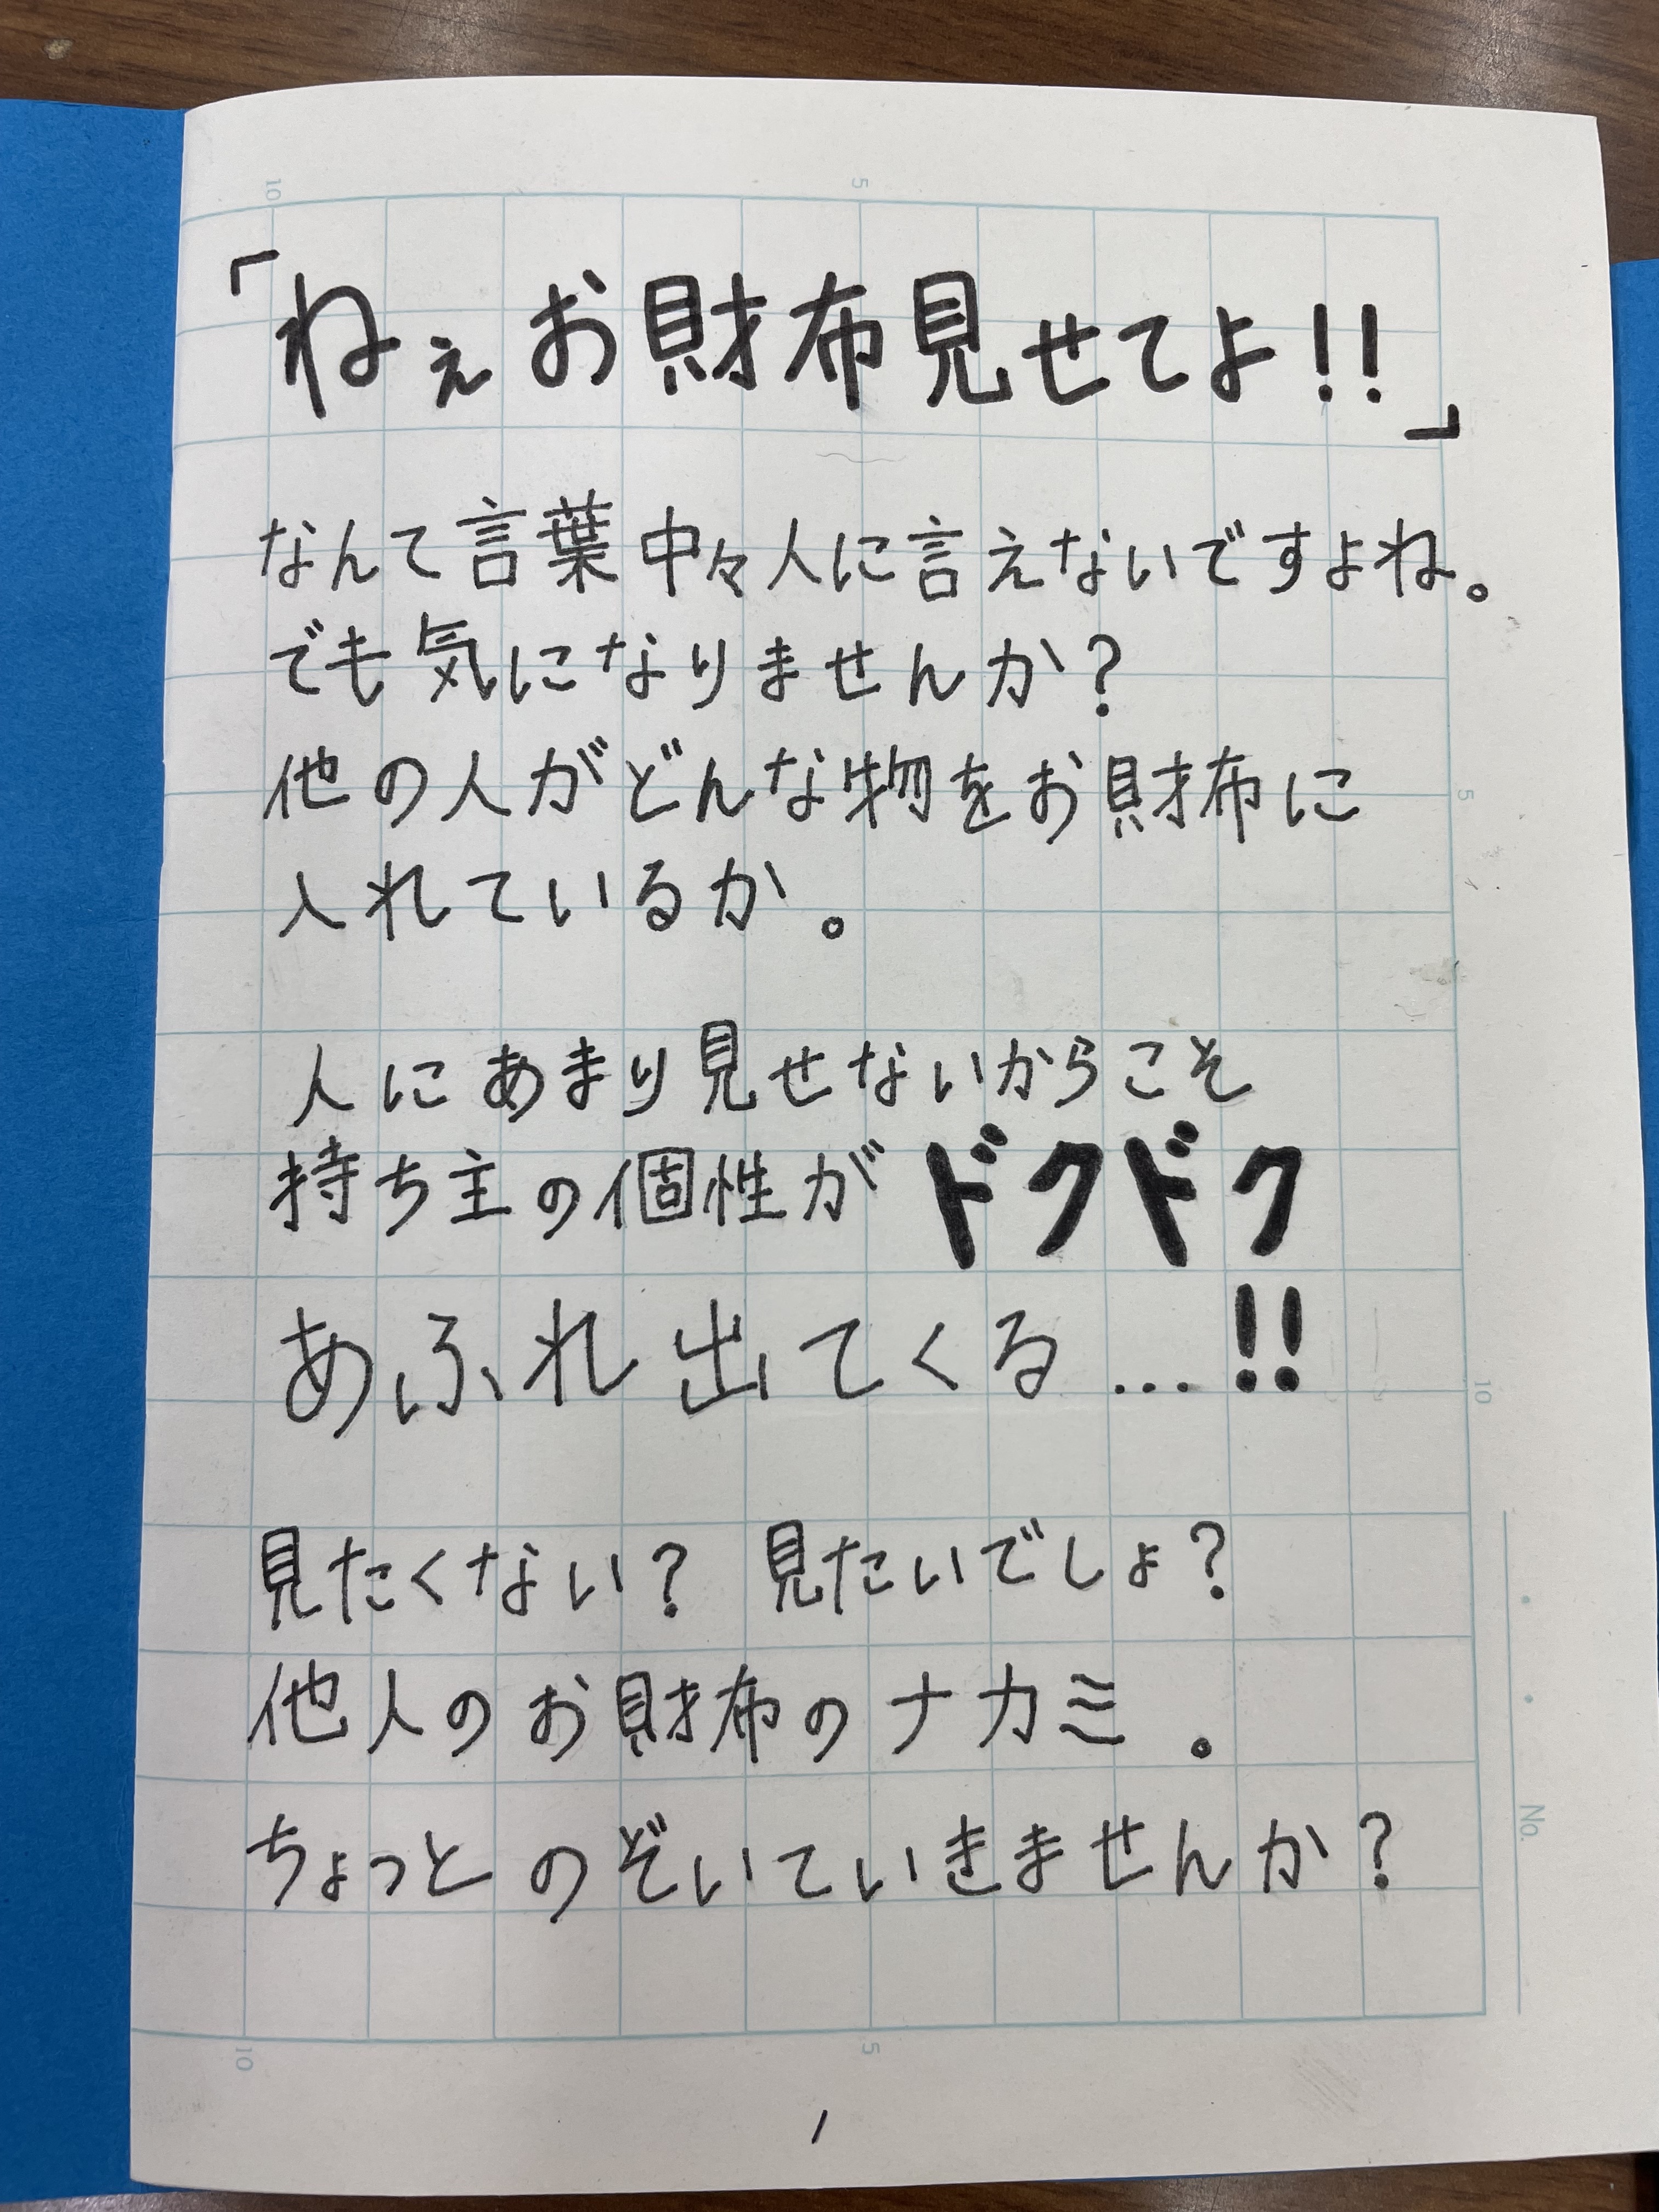 「ねぇお財布見せてよ!!」
なんて言葉中々人に言えないですよね。
でも気になりませんか?
他の人がどんな物をお財布に
入れているか。
人にあまり見せないからこそ
持ち主の個性がドクドク
あふれ出てくる...!!
見たくない? 見たいでしょ?
他人のお財布のナカミ。
ちょっとのぞいていきませんか?
1
10
5
5
10
No.
10
5